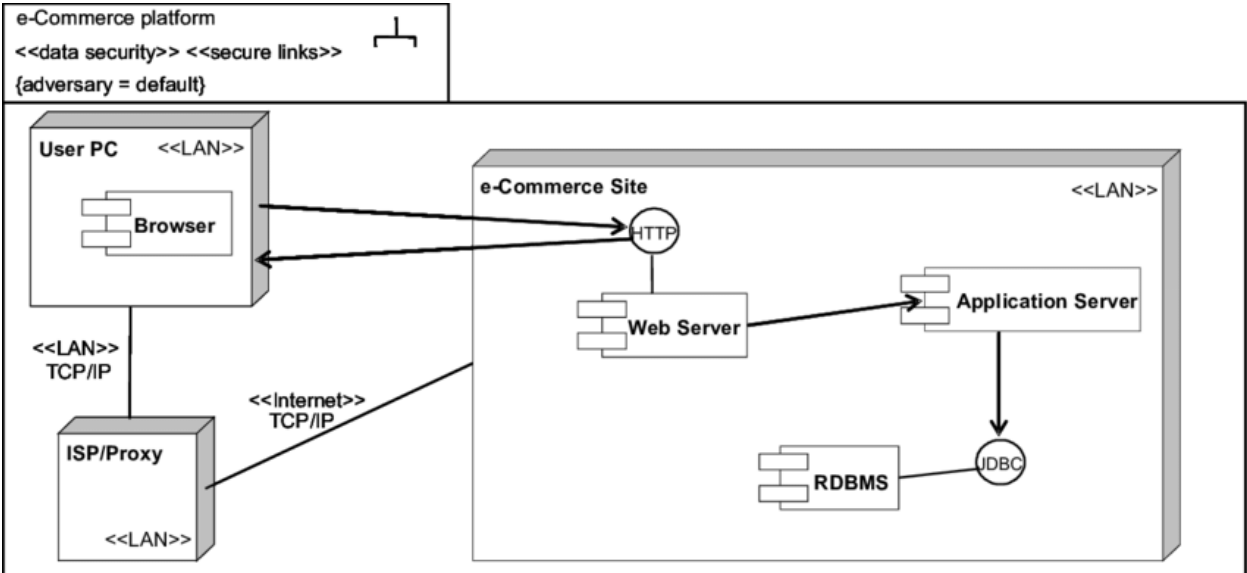 e-Commerce platform
<<data security>> <<secure links>>
{adversary = default}
User PC <<LAN>>
Browser
e-Commerce Site <<LAN>>
HTTP
Web Server
Application Server
<<LAN>>
TCP/IP
<<Internet>>
TCP/IP
ISP/Proxy
<<LAN>>
RDBMS
JDBC